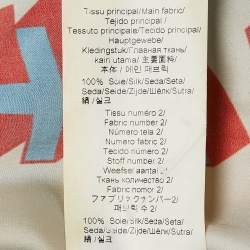 Tissu principal/Main fabric/
Tejido principal/
Tessuto principale/Tecido principal/
Hauptgewebe/
Kledingstuk/Главная ткань/
kain utama/主要面料/
本体/메인 패브릭
100% Soie/Silk/Seda/Seta/
Seda/Seide/Zijde/Шёлк/Sutra/
絹/실크
Tissu numéro 2/
Fabric number 2/
Número tela 2/
Numero fabric 2/
Tecido número 2/
Stoff number 2/
Weefsel aantal 2/
Ткань количество 2/
Fabric nomor 2/
ファブリックナンバー2/
패브릭 수 2/
100% Soie/Silk/Seda/Seta/
Seda/Seide/Zijde/Шёлк/Sutra/
絹/실크